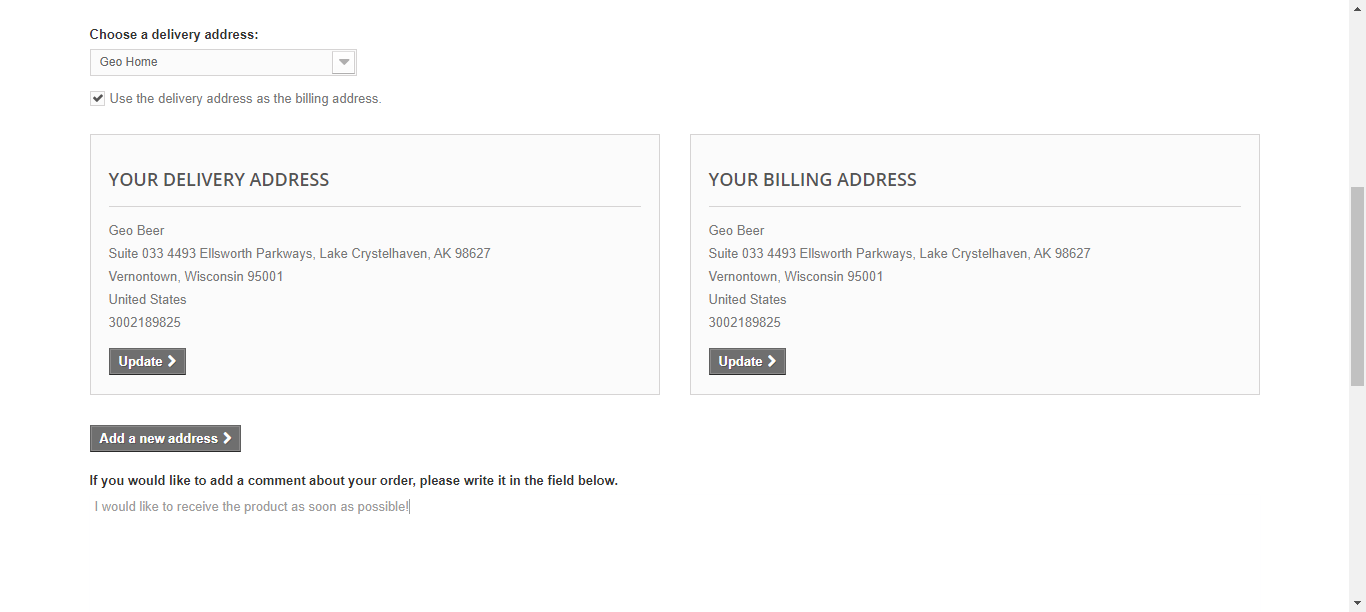 Choose a delivery address:
Geo Home
Use the delivery address as the billing address.
YOUR DELIVERY ADDRESS
Geo Beer
Suite 033 4493 Ellsworth Parkways, Lake Crystelhaven, AK 98627
Vernontown, Wisconsin 95001
United States
3002189825
Update
YOUR BILLING ADDRESS
Geo Beer
Suite 033 4493 Ellsworth Parkways, Lake Crystelhaven, AK 98627
Vernontown, Wisconsin 95001
United States
3002189825
Update
Add a new address
If you would like to add a comment about your order, please write it in the field below.
I would like to receive the product as soon as possible!